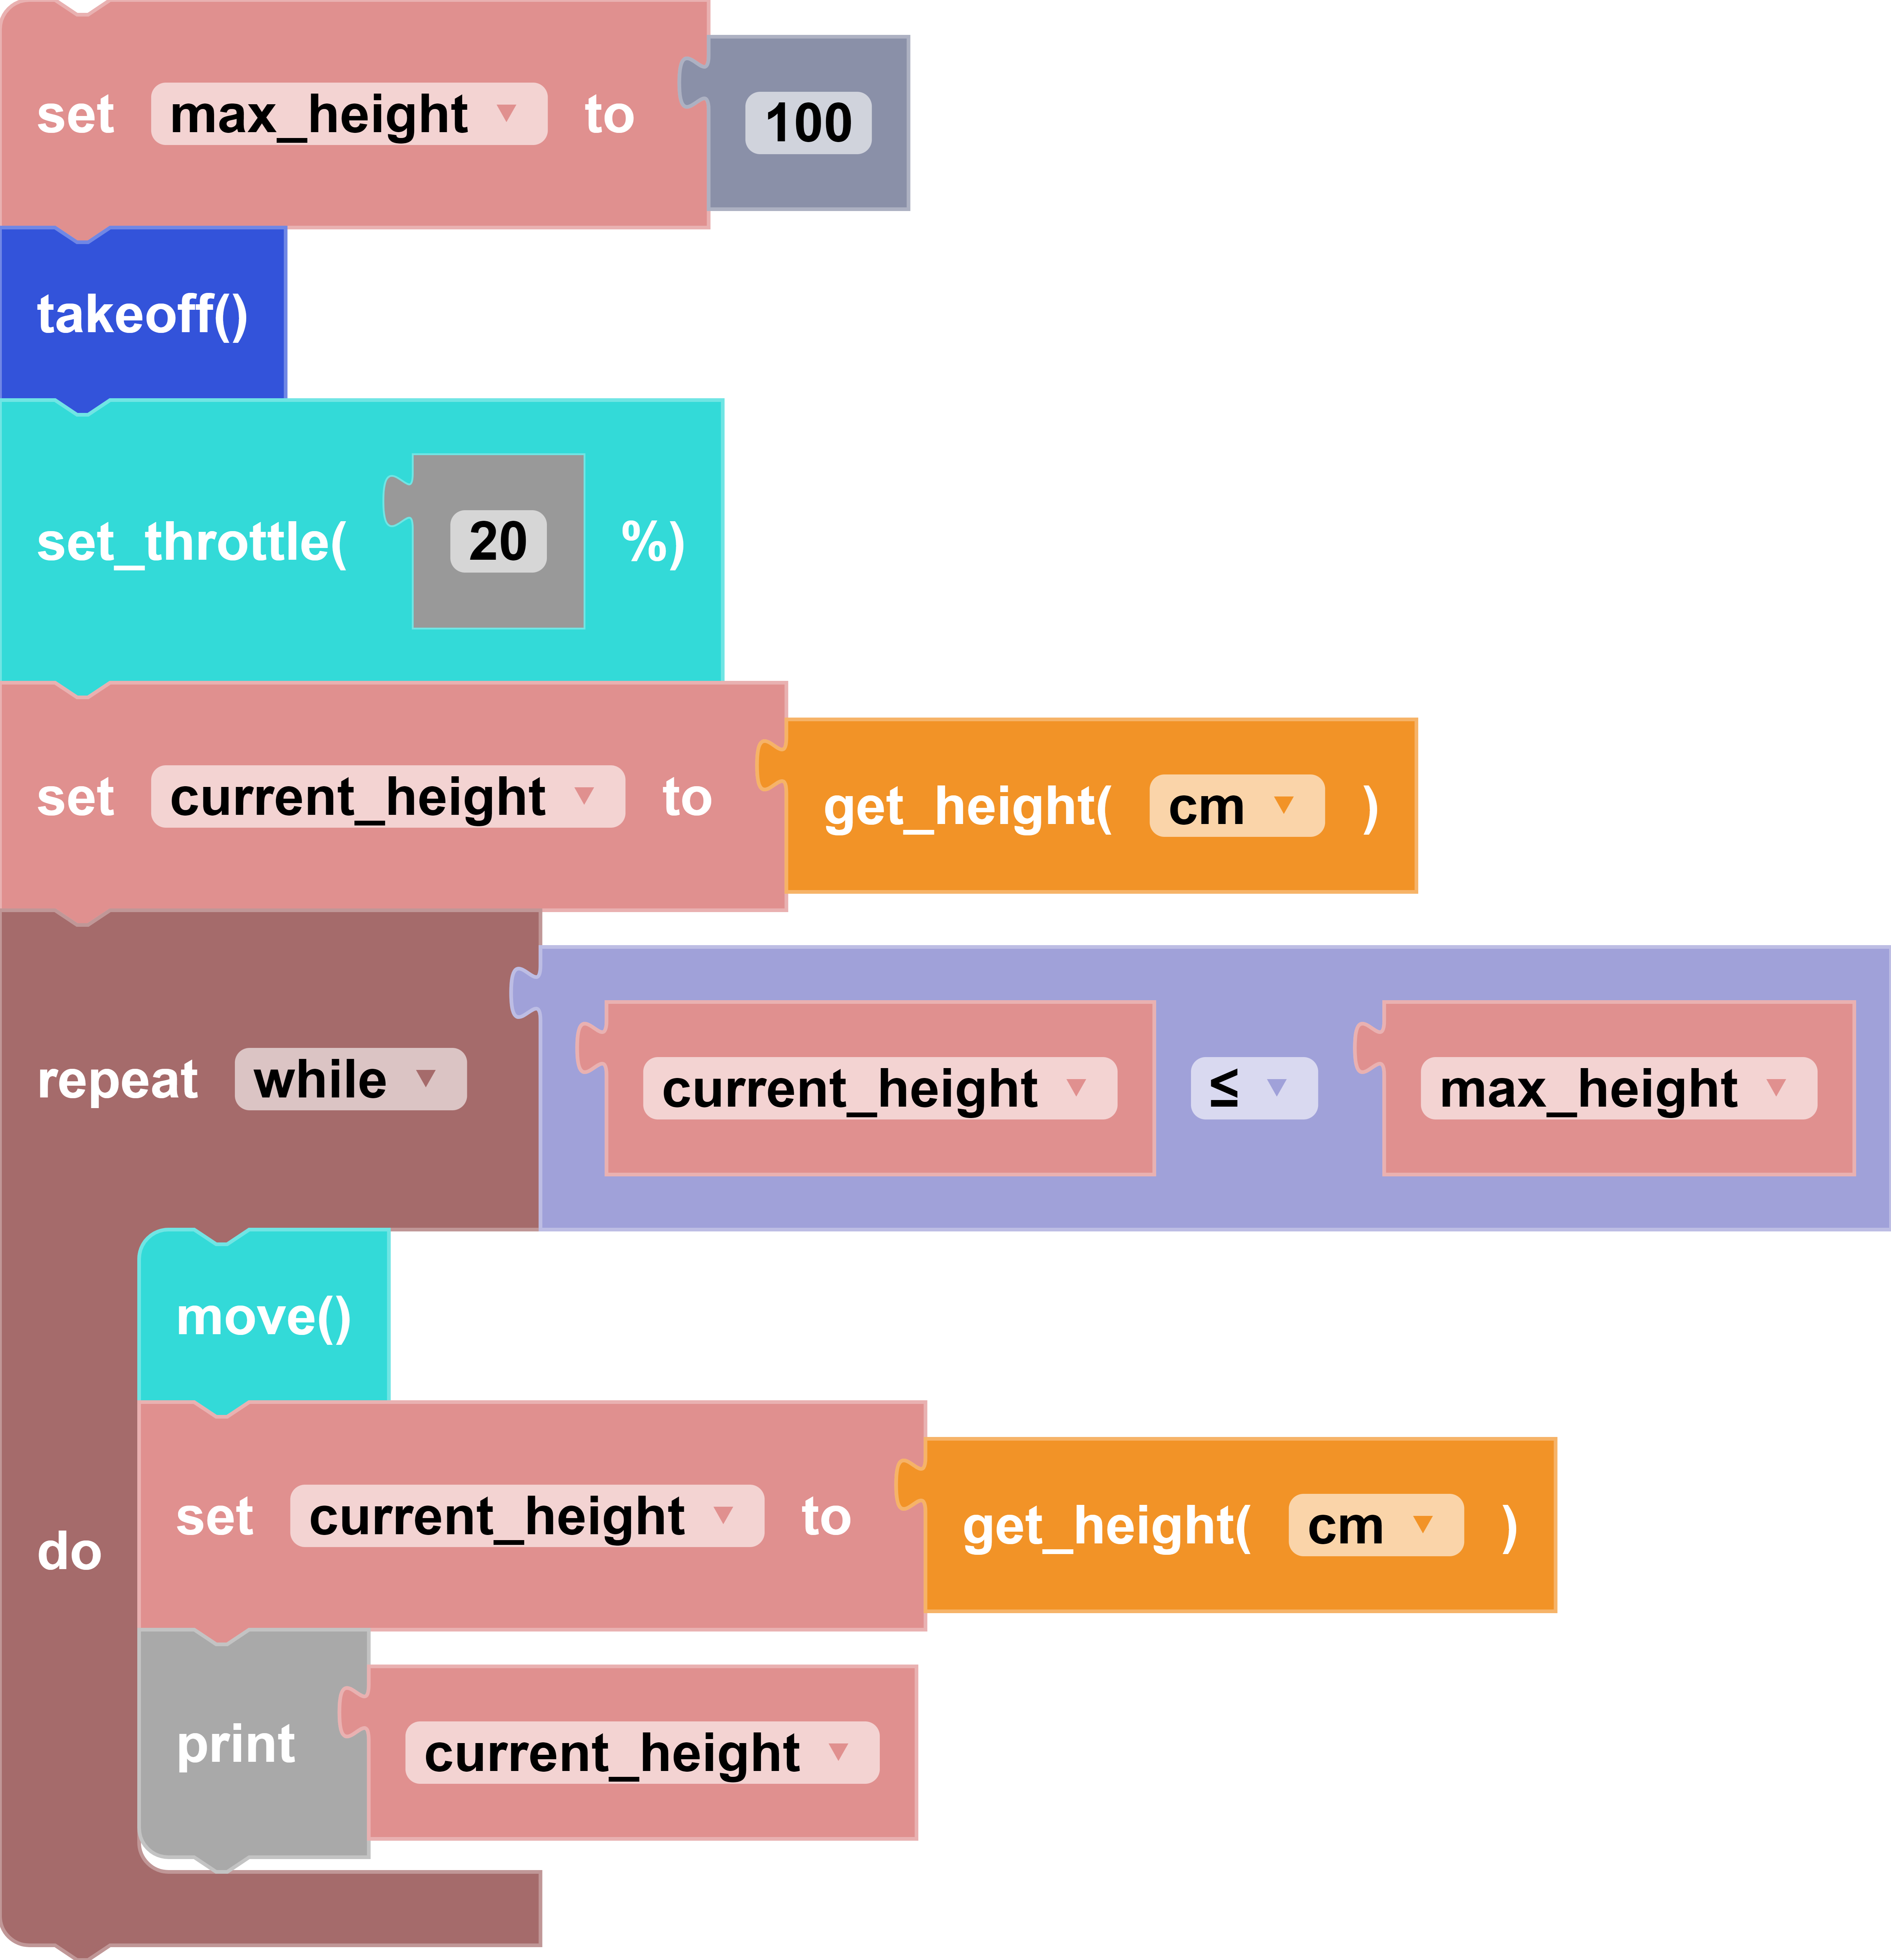 set max_height ▼ to 100
takeoff()
set_throttle( 20 %)
set current_height ▼ to get_height( cm ▼ )
repeat while ▼ current_height ▼ ≤ ▼ max_height ▼
move()
set current_height ▼ to get_height( cm ▼ )
do
print current_height ▼